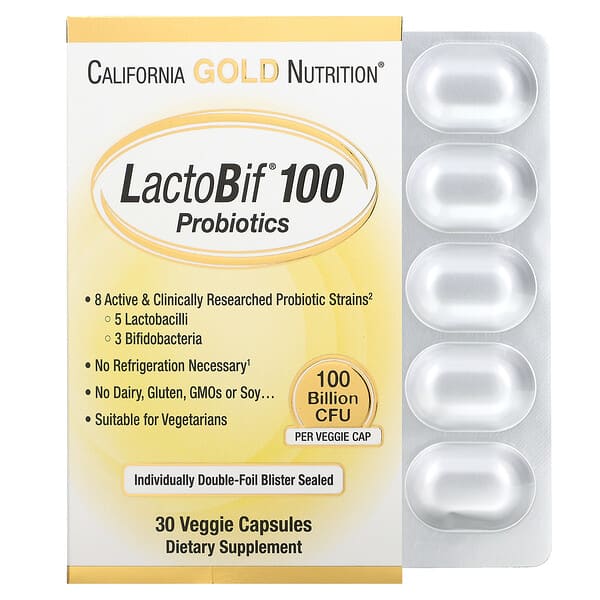 CALIFORNIA GOLD NUTRITION®
LactoBif® 100
Probiotics
• 8 Active & Clinically Researched Probiotic Strains²
○ 5 Lactobacilli
○ 3 Bifidobacteria
• No Refrigeration Necessary¹
• No Dairy, Gluten, GMOs or Soy…
• Suitable for Vegetarians
100
Billion
CFU
PER VEGGIE CAP
Individually Double-Foil Blister Sealed
30 Veggie Capsules
Dietary Supplement